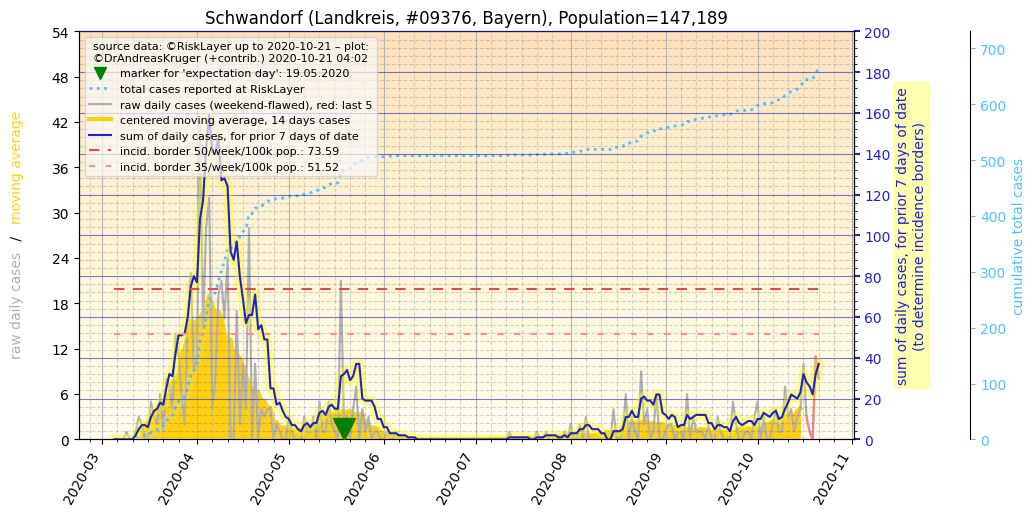 Schwandorf (Landkreis, #09376, Bayern), Population=147,189
source data: ©RiskLayer up to 2020-10-21 – plot:
©DrAndreasKruger (+contrib.) 2020-10-21 04:02
marker for 'expectation day': 19.05.2020
total cases reported at RiskLayer
raw daily cases (weekend-flawed), red: last 5
centered moving average, 14 days cases
sum of daily cases, for prior 7 days of date
incid. border 50/week/100k pop.: 73.59
incid. border 35/week/100k pop.: 51.52
raw daily cases / moving average
54
48
42
36
30
24
18
12
6
0
2020-03
2020-04
2020-05
2020-06
2020-07
2020-08
2020-09
2020-10
2020-11
200
180
160
140
120
100
80
60
40
20
0
sum of daily cases, for prior 7 days of date
(to determine incidence borders)
700
600
500
400
300
200
100
0
cumulative total cases